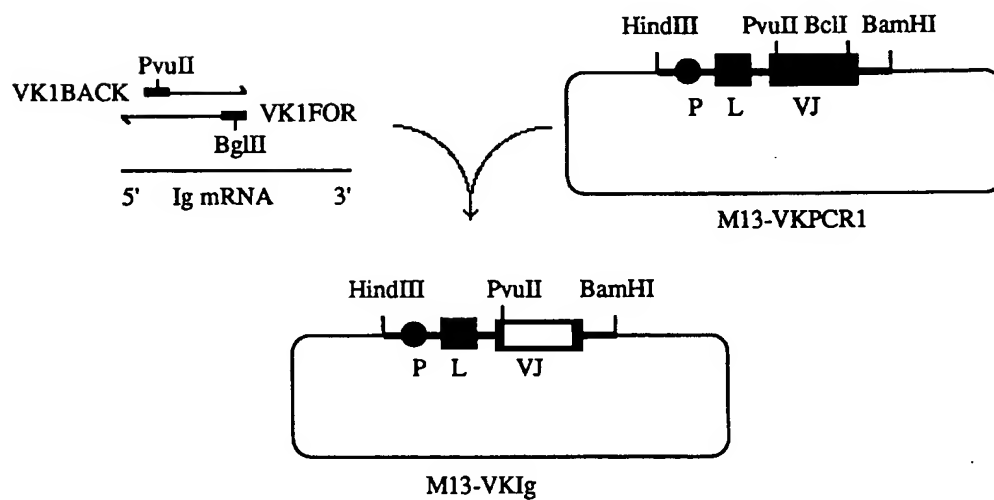 PvuII
VK1BACK
VK1FOR
BglII
5' Ig mRNA 3'
HindIII PvuII BclI BamHI
P L VJ
M13-VKPCR1
HindIII PvuII BamHI
P L VJ
M13-VKIg